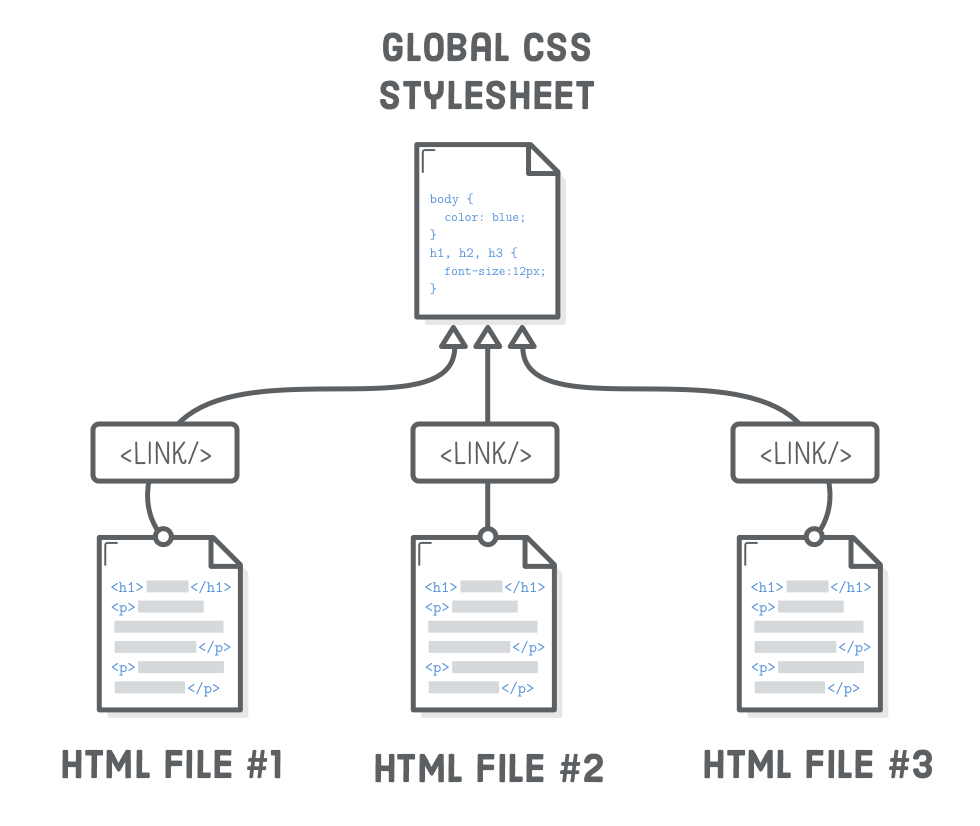 GLOBAL CSS
STYLESHEET
body {
  color: blue;
}
h1, h2, h3 {
  font-size:12px;
}
<LINK/>
<LINK/>
<LINK/>
<h1> </h1>
<p>
</p>
<p>
</p>
<h1> </h1>
<p>
</p>
<p>
</p>
<h1> </h1>
<p>
</p>
<p>
</p>
HTML FILE #1
HTML FILE #2
HTML FILE #3